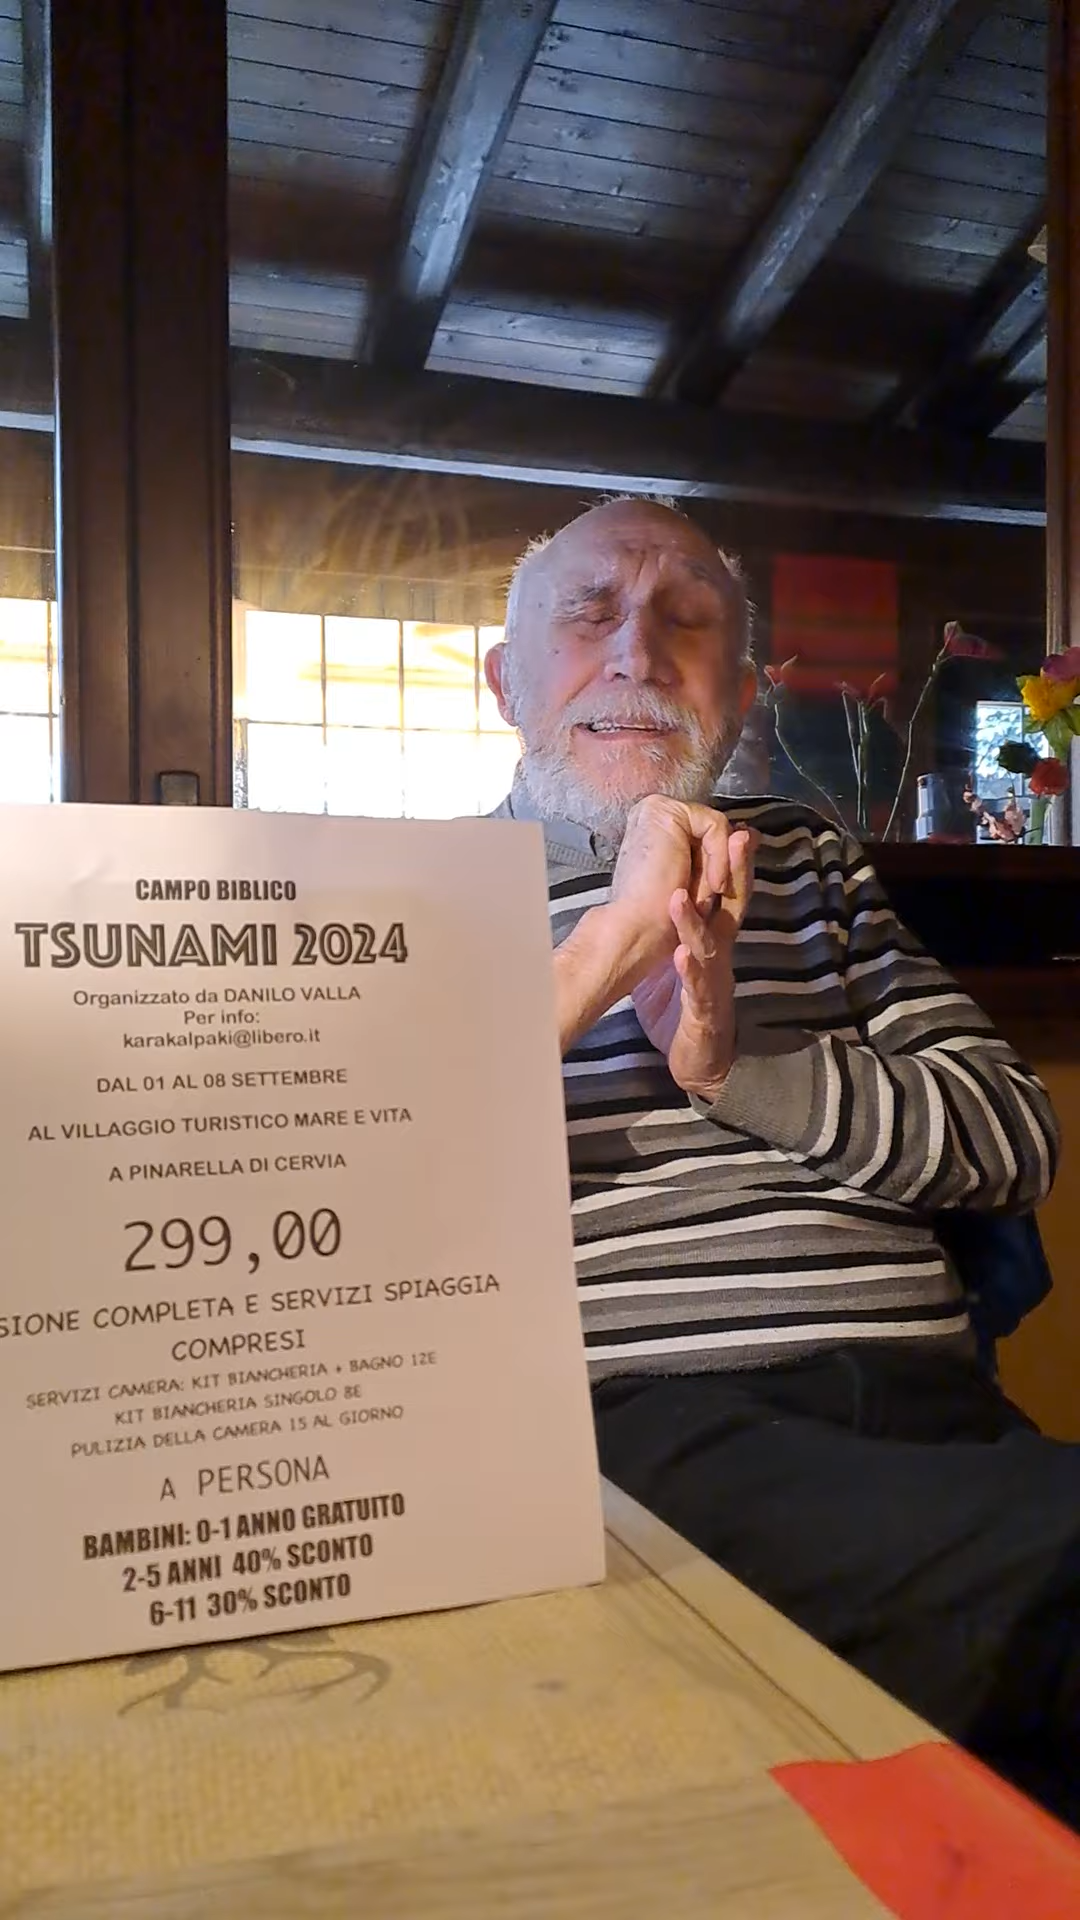 CAMPO BIBLICO
TSUNAMI 2024
Organizzato da DANILO VALLA
Per info:
karakalpaki@libero.it
DAL 01 AL 08 SETTEMBRE
AL VILLAGGIO TURISTICO MARE E VITA
A PINARELLA DI CERVIA
299,00
SIONE COMPLETA E SERVIZI SPIAGGIA
COMPRESI
SERVIZI CAMERA: KIT BIANCHERIA + BAGNO 12E
KIT BIANCHERIA SINGOLO 8E
PULIZIA DELLA CAMERA 15 AL GIORNO
A PERSONA
BAMBINI: 0-1 ANNO GRATUITO
2-5 ANNI 40% SCONTO
6-11 30% SCONTO